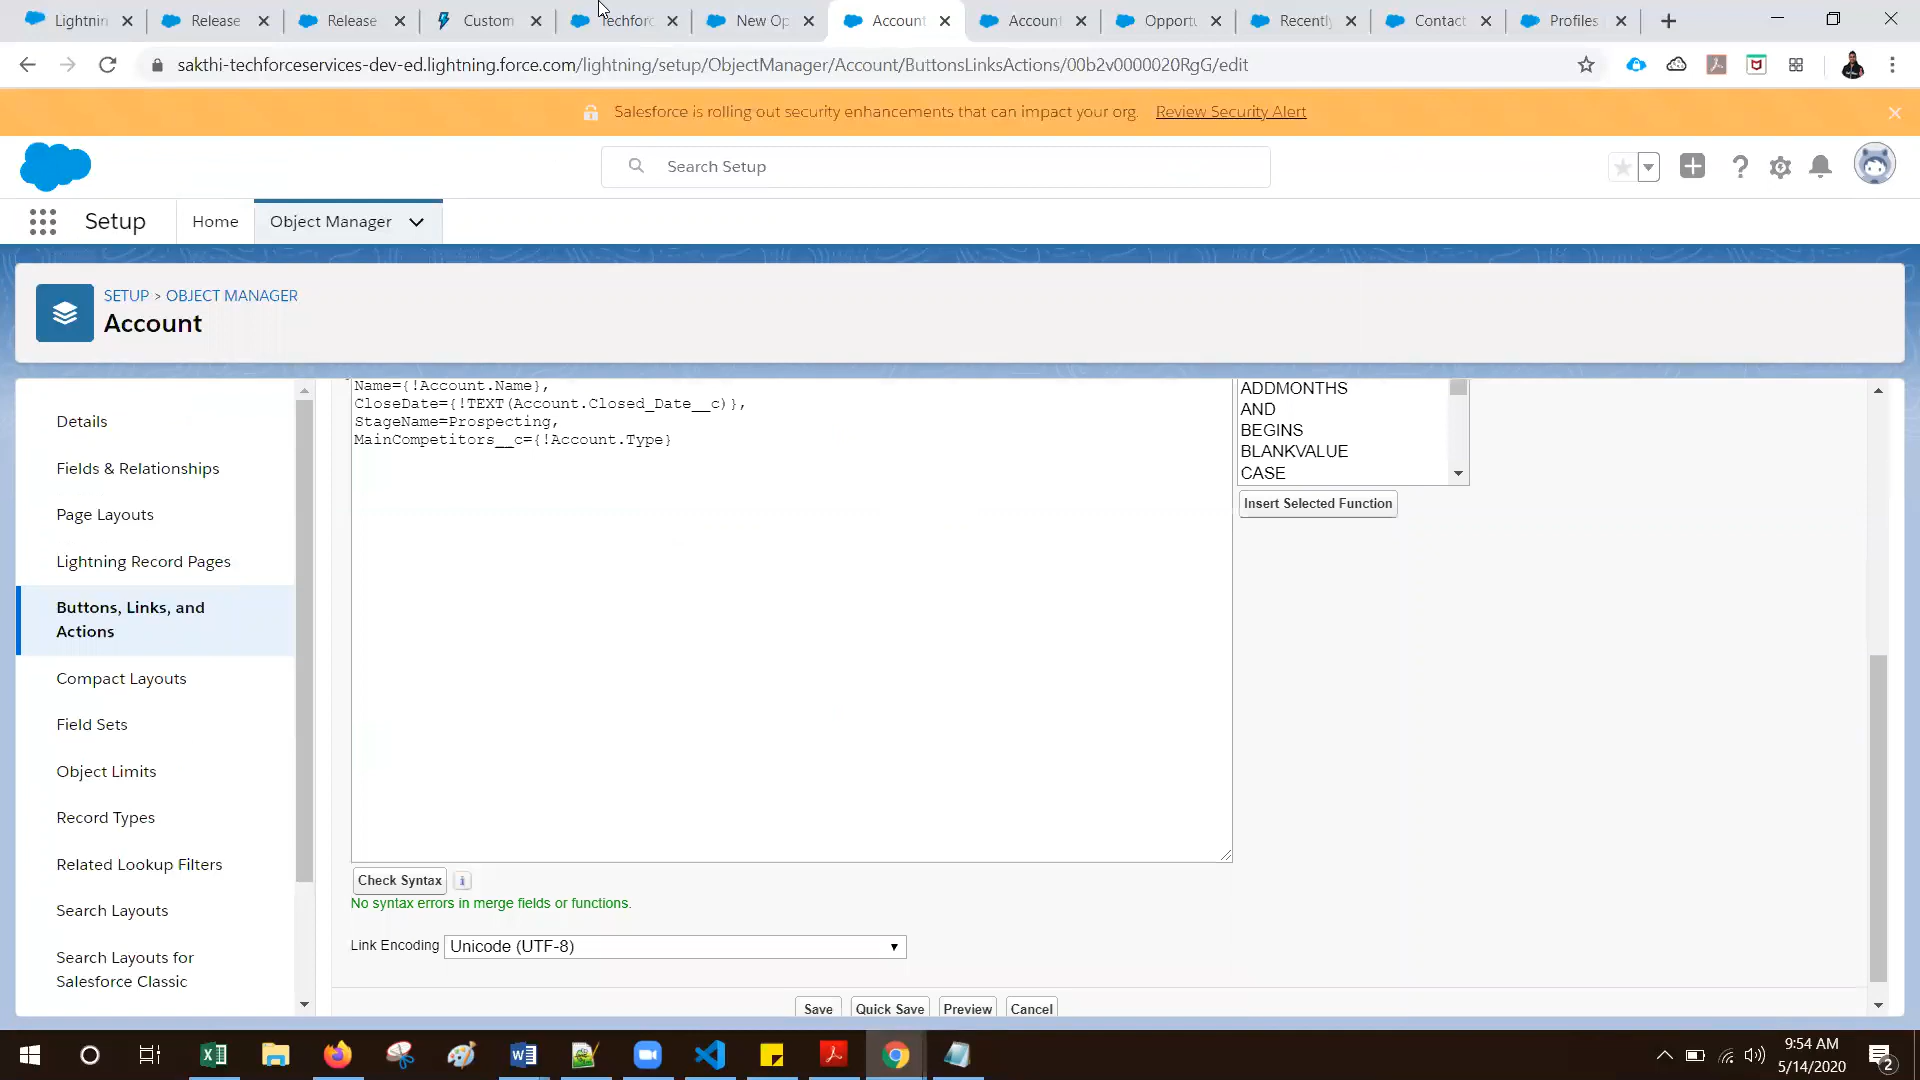 Lightnin
Release
Release
Custom
Techforc
New Op
Account
Account
Opportu
Recently
Contact
Profiles
sakthi-techforceservices-dev-ed.lightning.force.com/lightning/setup/ObjectManager/Account/ButtonsLinksActions/00b2v0000020RgG/edit
Salesforce is rolling out security enhancements that can impact your org. Review Security Alert
Search Setup
Setup
Home
Object Manager
SETUP > OBJECT MANAGER
Account
Details
Fields & Relationships
Page Layouts
Lightning Record Pages
Buttons, Links, and
Actions
Compact Layouts
Field Sets
Object Limits
Record Types
Related Lookup Filters
Search Layouts
Search Layouts for
Salesforce Classic
Name={!Account.Name},
CloseDate={!TEXT(Account.Closed_Date__c)},
StageName=Prospecting,
MainCompetitors__c={!Account.Type}
ADDMONTHS
AND
BEGINS
BLANKVALUE
CASE
Insert Selected Function
Check Syntax
No syntax errors in merge fields or functions.
Link Encoding
Unicode (UTF-8)
Save
Quick Save
Preview
Cancel
9:54 AM
5/14/2020
2